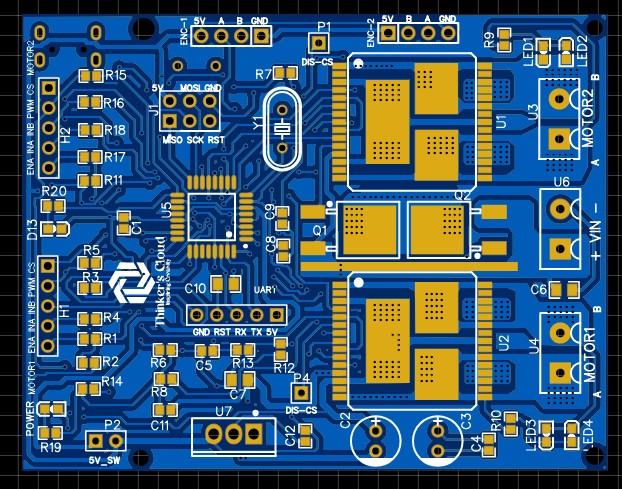 ENC-1
5V A B GND
P1
DIS-CS
ENC-2
5V B A GND
R9
LED1
LED2
MOTOR2
ENA INA INB PWM CS
H2
R15
R16
R18
R17
R11
R7
5V MOSI GND
J1
MISO SCK RST
Y1
U1
U3
B
MOTOR2
A
R20
D13
C1
U5
C9
C8
Q1
Q2
U6
+ VIN -
R5
R3
Thinker's Cloud
C10
UART
GND RST RX TX 5V
C6
MOTOR1 ENA INA INB PWM CS
H1
R4
R1
R2
R14
R6
C5
R13
R12
R8
C7
C11
P4
DIS-CS
U2
U4
B
MOTOR1
A
POWER
R19
P2
5V_SW
U7
C12
C2
C3
C4
R10
LED3
LED4